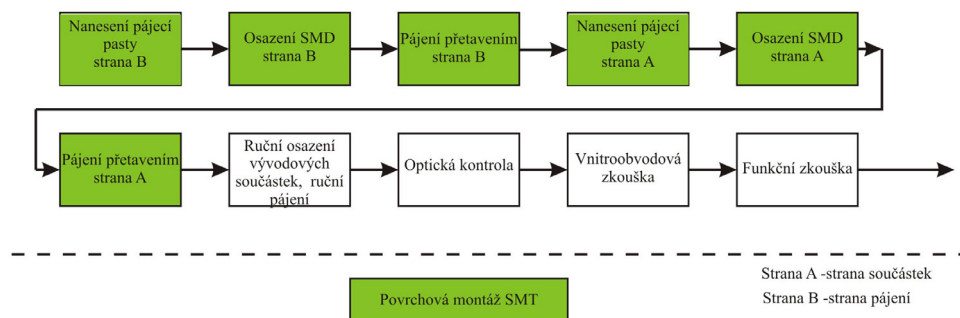 Nanesení pájecí
pasty
strana B
Osazení SMD
strana B
Pájení přetavením
strana B
Nanesení pájecí
pasty
strana A
Osazení SMD
strana A
Pájení přetavením
strana A
Ruční osazení
vývodových
součástek, ruční
pájení
Optická kontrola
Vnitroobvodová
zkouška
Funkční zkouška
Strana A -strana součástek
Strana B -strana pájení
Povrchová montáž SMT